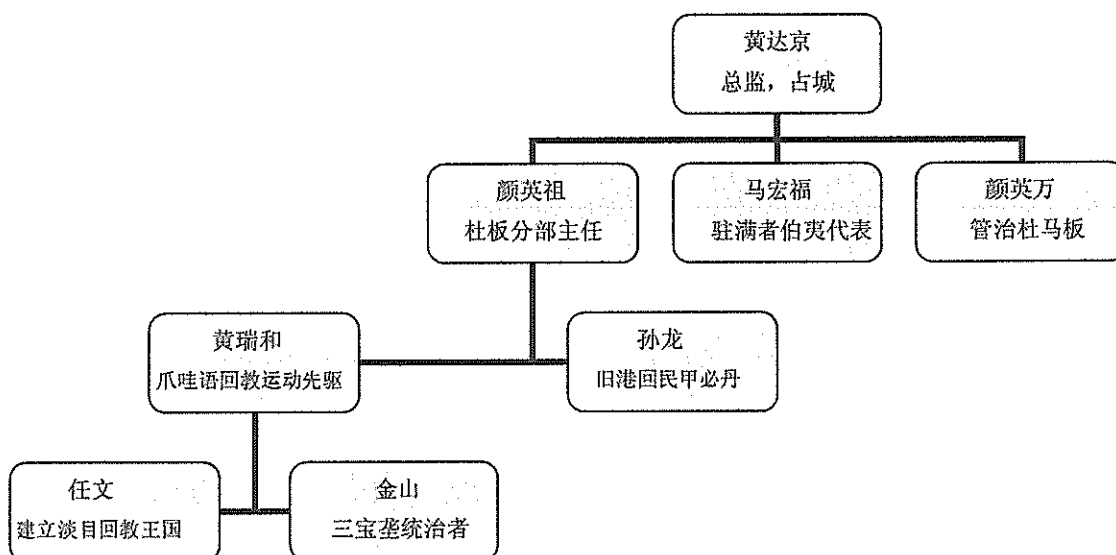 黄达京
总监，占城
颜英祖
杜板分部主任
马宏福
驻满者伯夷代表
颜英万
管治杜马板
黄瑞和
爪哇语回教运动先驱
孙龙
旧港回民甲必丹
任文
建立淡目回教王国
金山
三宝垄统治者